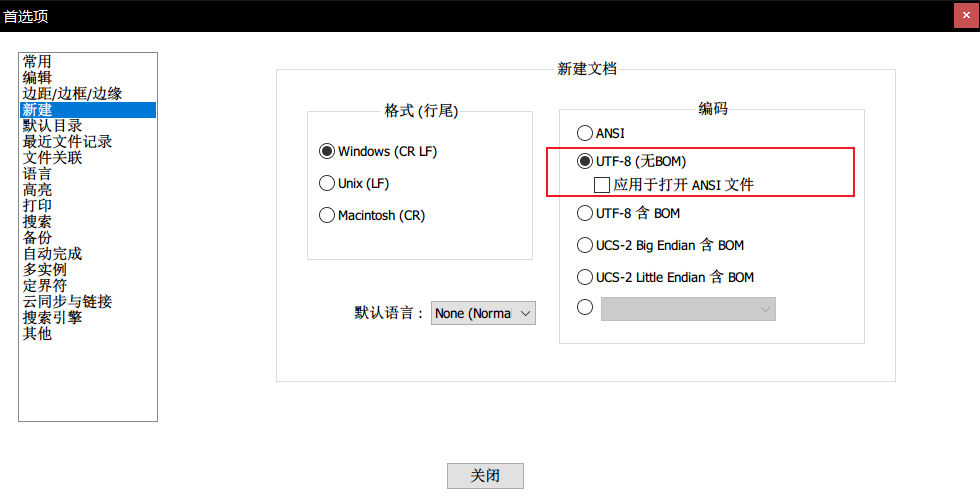 首选项
常用
编辑
边距/边框/边缘
新建
默认目录
最近文件记录
文件关联
语言
高亮
打印
搜索
备份
自动完成
多实例
定界符
云同步与链接
搜索引擎
其他
新建文档
格式 (行尾)
Windows (CR LF)
Unix (LF)
Macintosh (CR)
默认语言：
None (Norma
编码
ANSI
UTF-8 (无BOM)
应用于打开 ANSI 文件
UTF-8 含 BOM
UCS-2 Big Endian 含 BOM
UCS-2 Little Endian 含 BOM
关闭